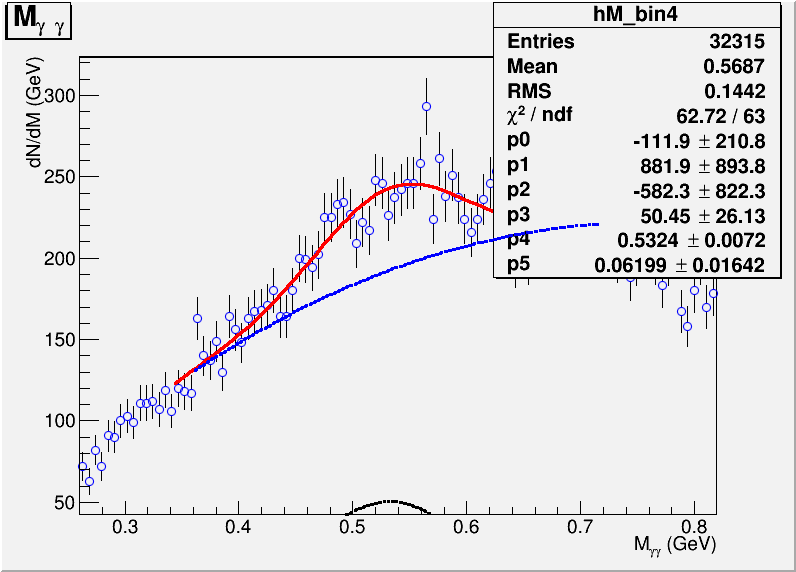 M γ γ
hM_bin4
Entries 32315
Mean 0.5687
RMS 0.1442
χ² / ndf 62.72 / 63
p0 -111.9 ± 210.8
p1 881.9 ± 893.8
p2 -582.3 ± 822.3
p3 50.45 ± 26.13
p4 0.5324 ± 0.0072
p5 0.06199 ± 0.01642
dN/dM (GeV)
300
250
200
150
100
50
0.3 0.4 0.5 0.6 0.7 0.8
Mγγ (GeV)